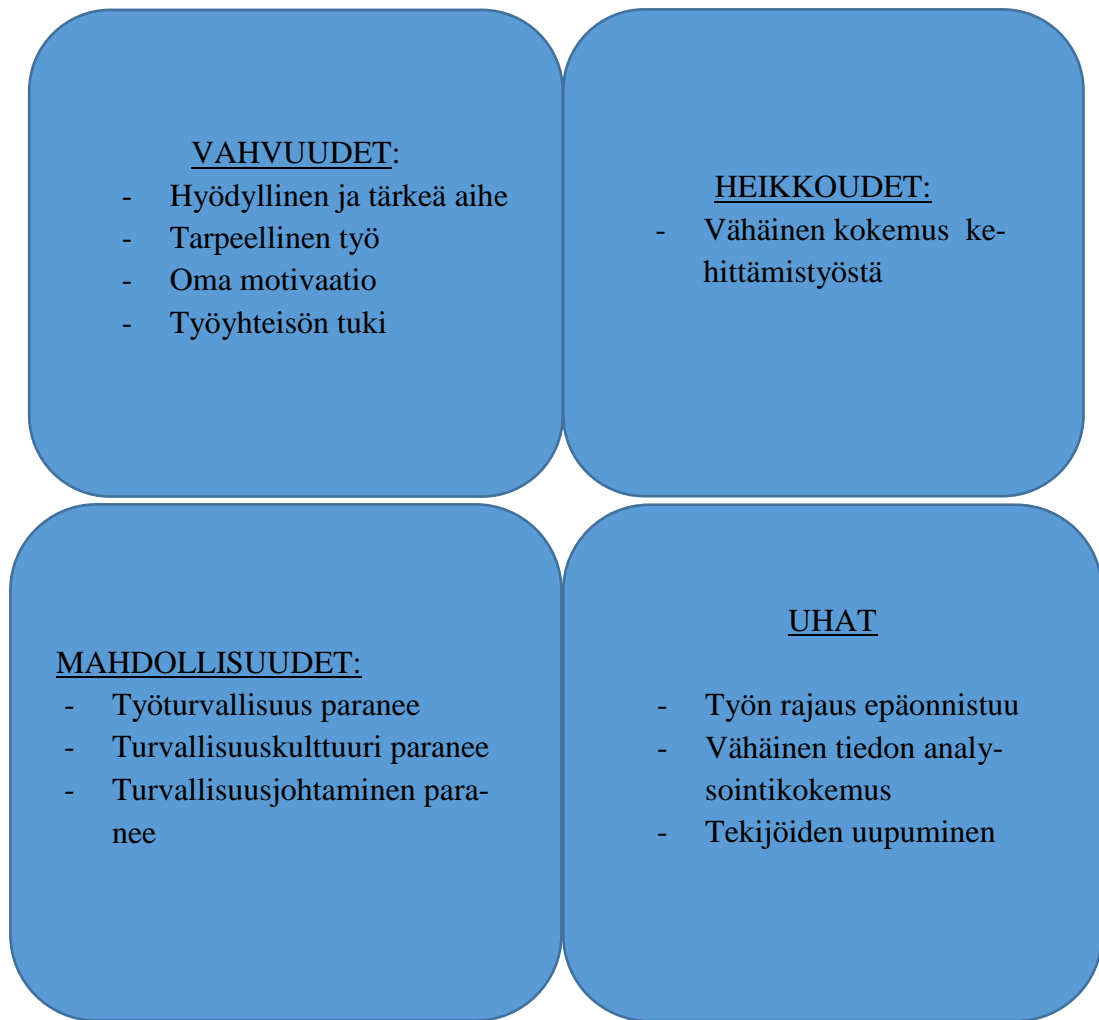 VAHVUUDET:
- Hyödyllinen ja tärkeä aihe
- Tarpeellinen työ
- Oma motivaatio
- Työyhteisön tuki
HEIKKOUDET:
- Vähäinen kokemus ke-
hittämistyöstä
MAHDOLLISUUDET:
- Työturvallisuus paranee
- Turvallisuuskulttuuri paranee
- Turvallisuusjohtaminen para-
nee
UHAT
- Työn rajaus epäonnistuu
- Vähäinen tiedon analy-
sointikokemus
- Tekijöiden uupuminen